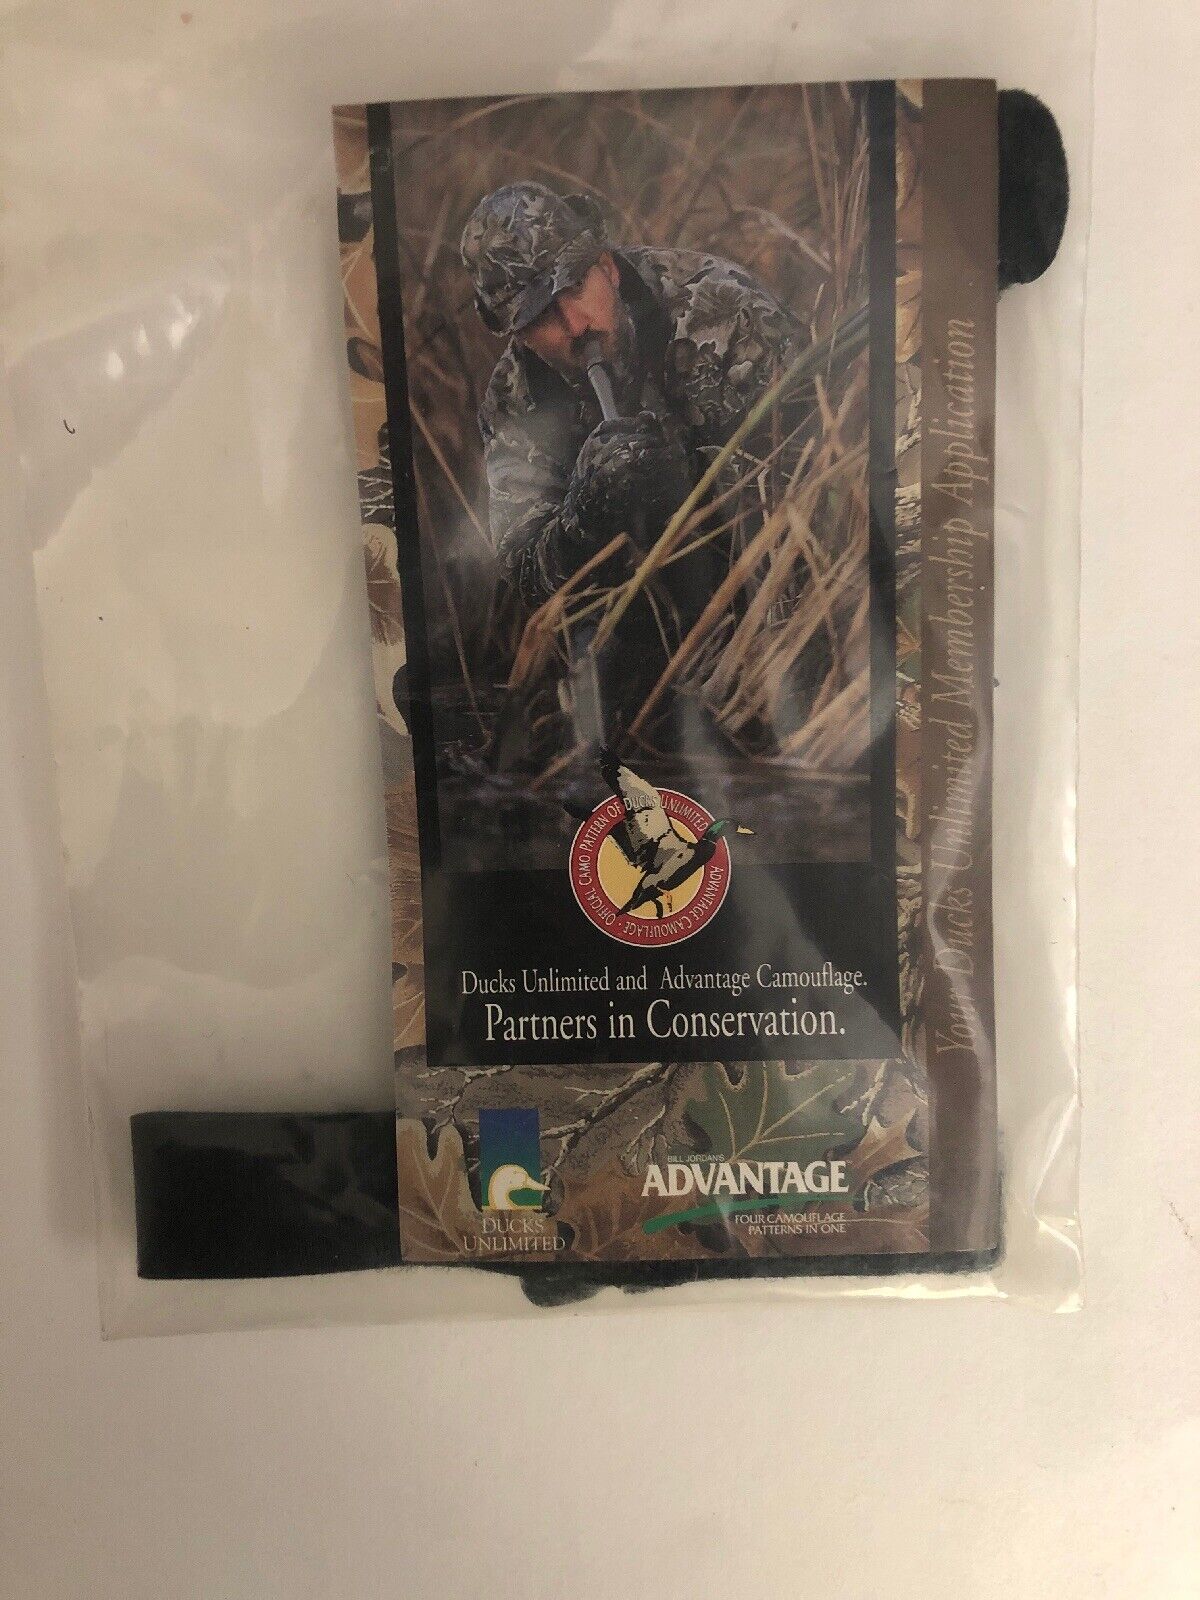 OFFICIAL CAMO PATTERN OF DUCKS UNLIMITED · ADVANTAGE CAMOUFLAGE ·
Ducks Unlimited and Advantage Camouflage.
Partners in Conservation.
DUCKS
UNLIMITED
BILL JORDAN'S
ADVANTAGE
FOUR CAMOUFLAGE
PATTERNS IN ONE
Your Ducks Unlimited Membership Application